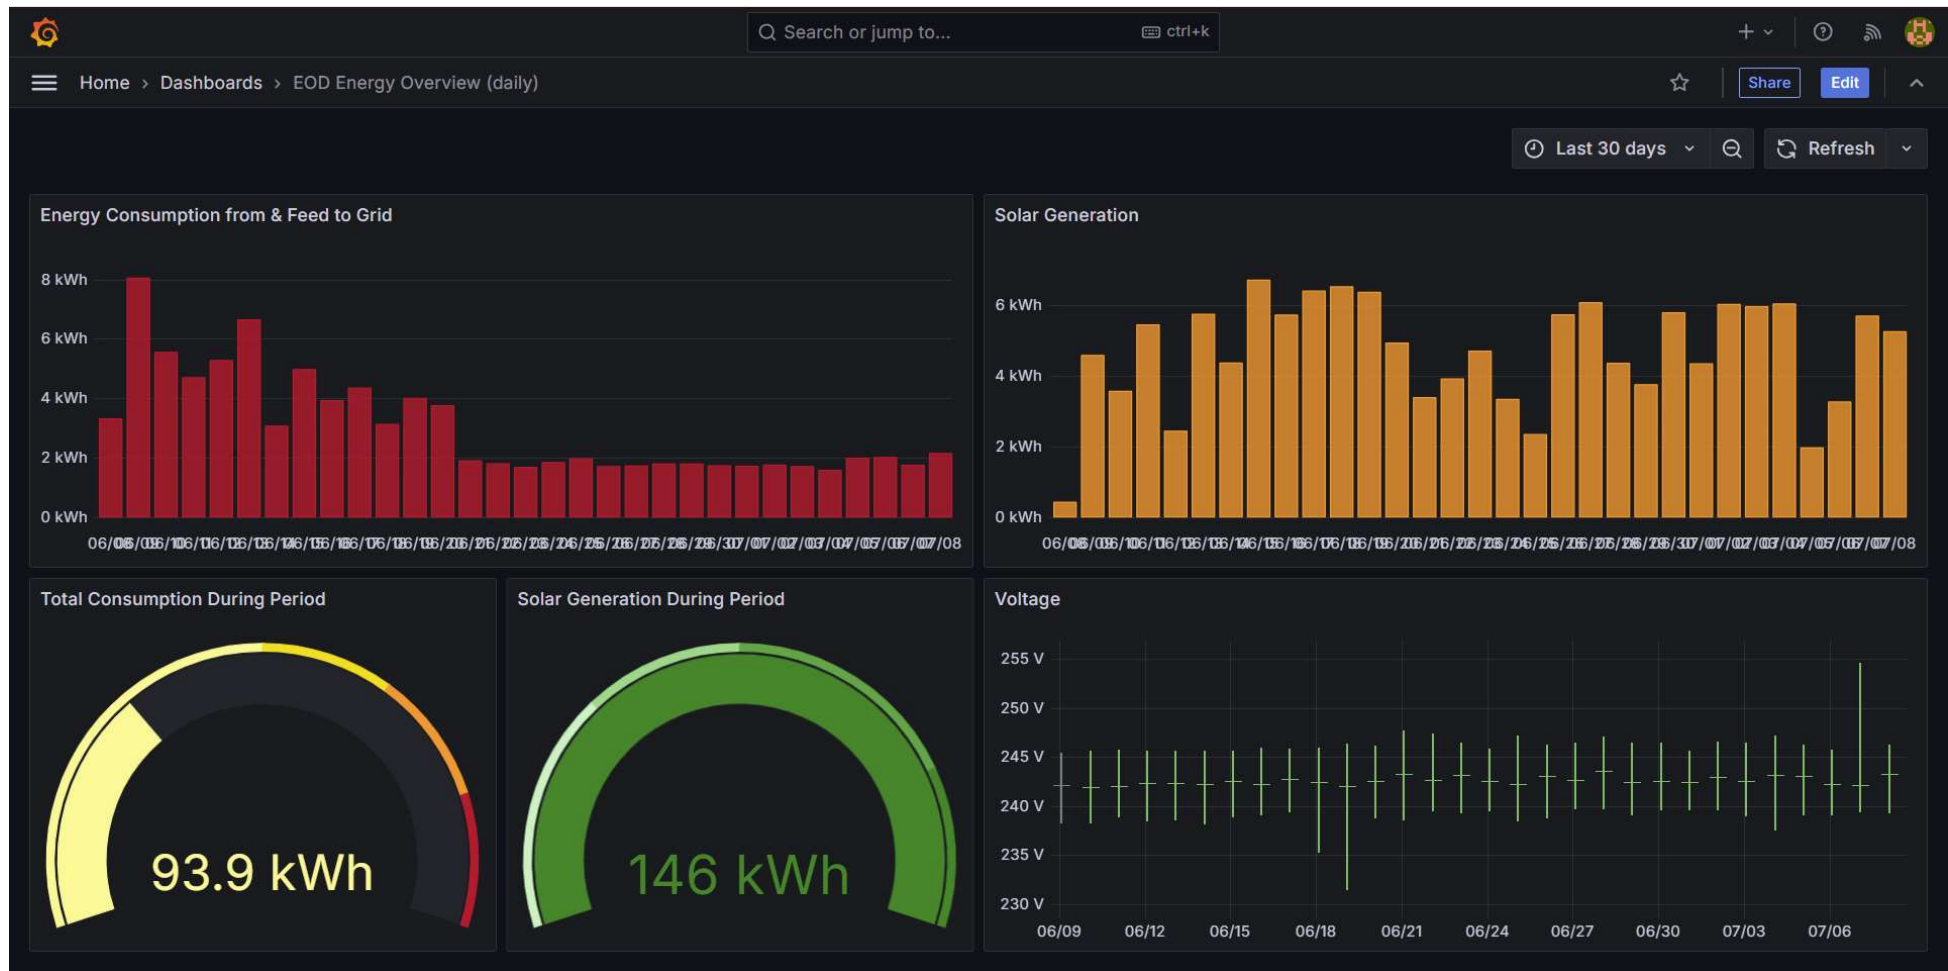 Search or jump to... ctrl+k
Home › Dashboards › EOD Energy Overview (daily) Share Edit
Last 30 days Refresh
Energy Consumption from & Feed to Grid
8 kWh
6 kWh
4 kWh
2 kWh
0 kWh
Solar Generation
6 kWh
4 kWh
2 kWh
0 kWh
Total Consumption During Period
93.9 kWh
Solar Generation During Period
146 kWh
Voltage
255 V
250 V
245 V
240 V
235 V
230 V
06/09 06/12 06/15 06/18 06/21 06/24 06/27 06/30 07/03 07/06